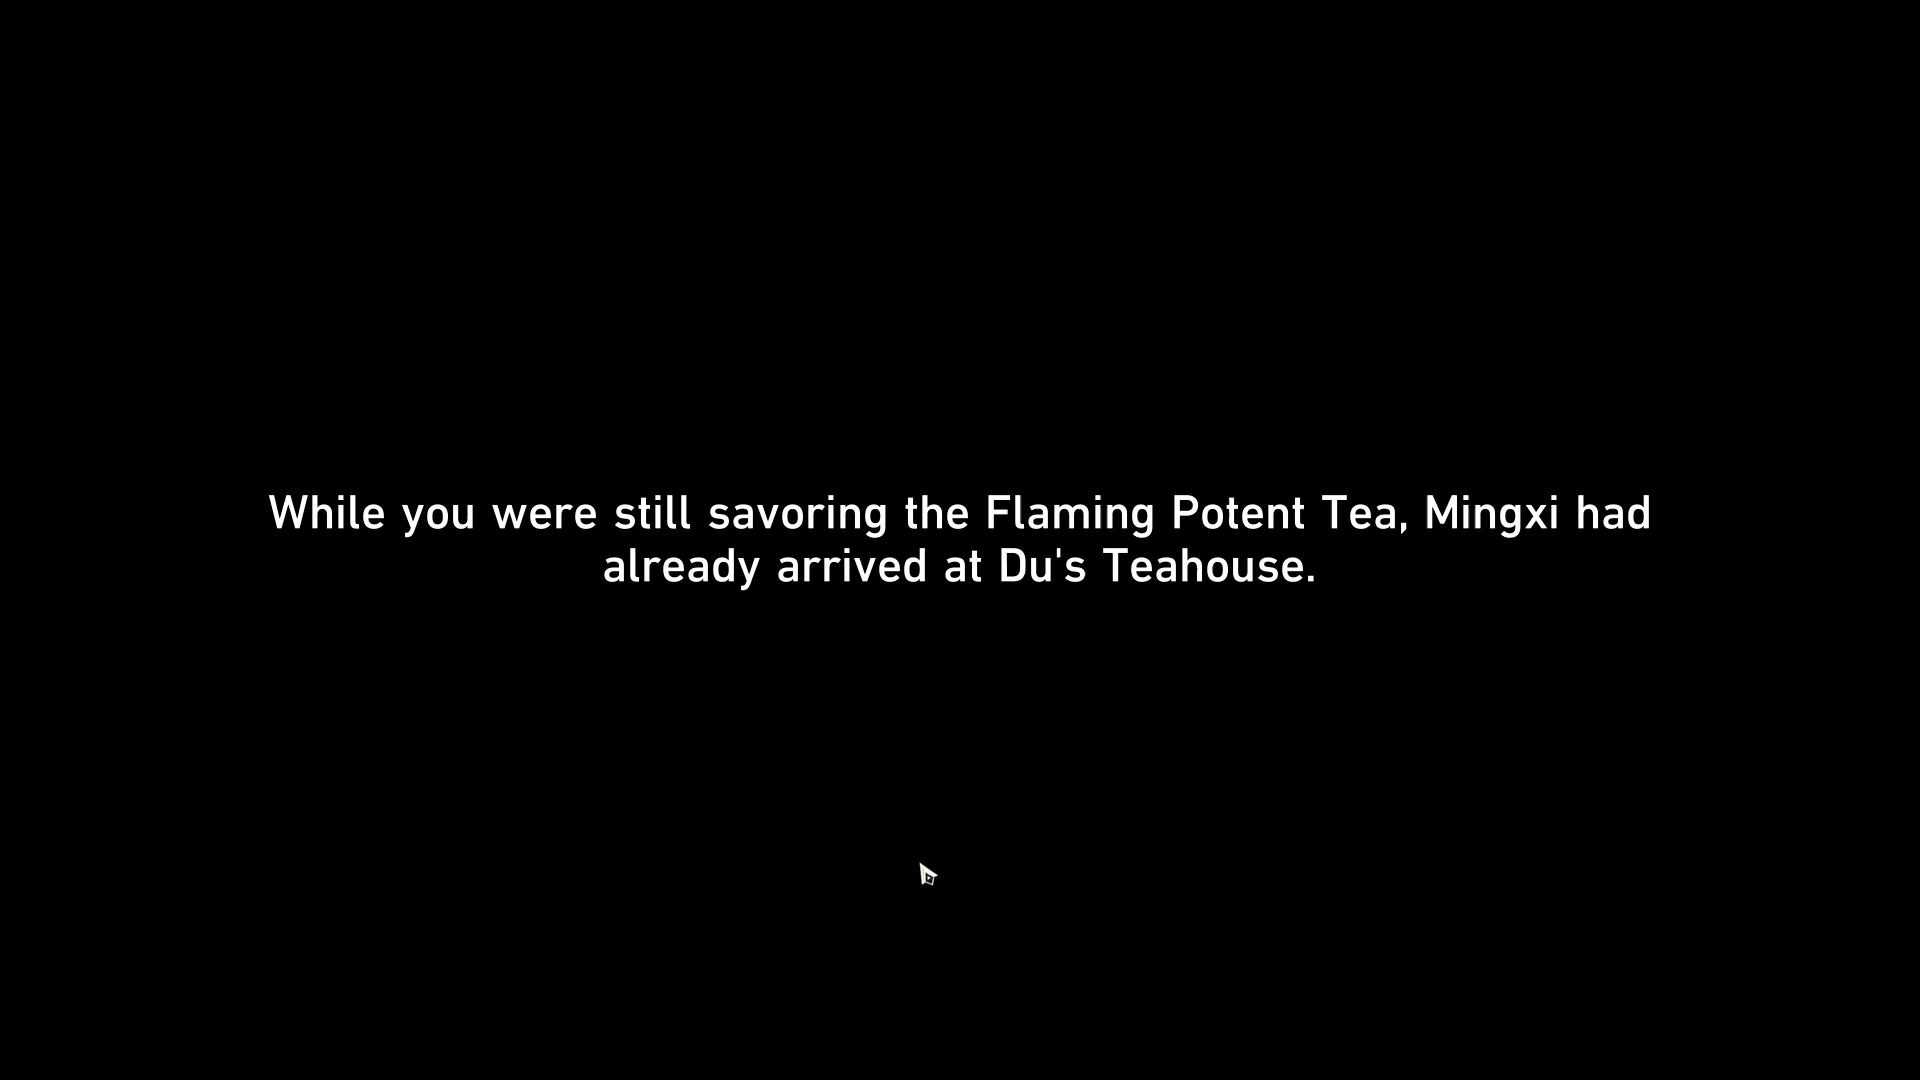 While you were still savoring the Flaming Potent Tea, Mingxi had
already arrived at Du's Teahouse.